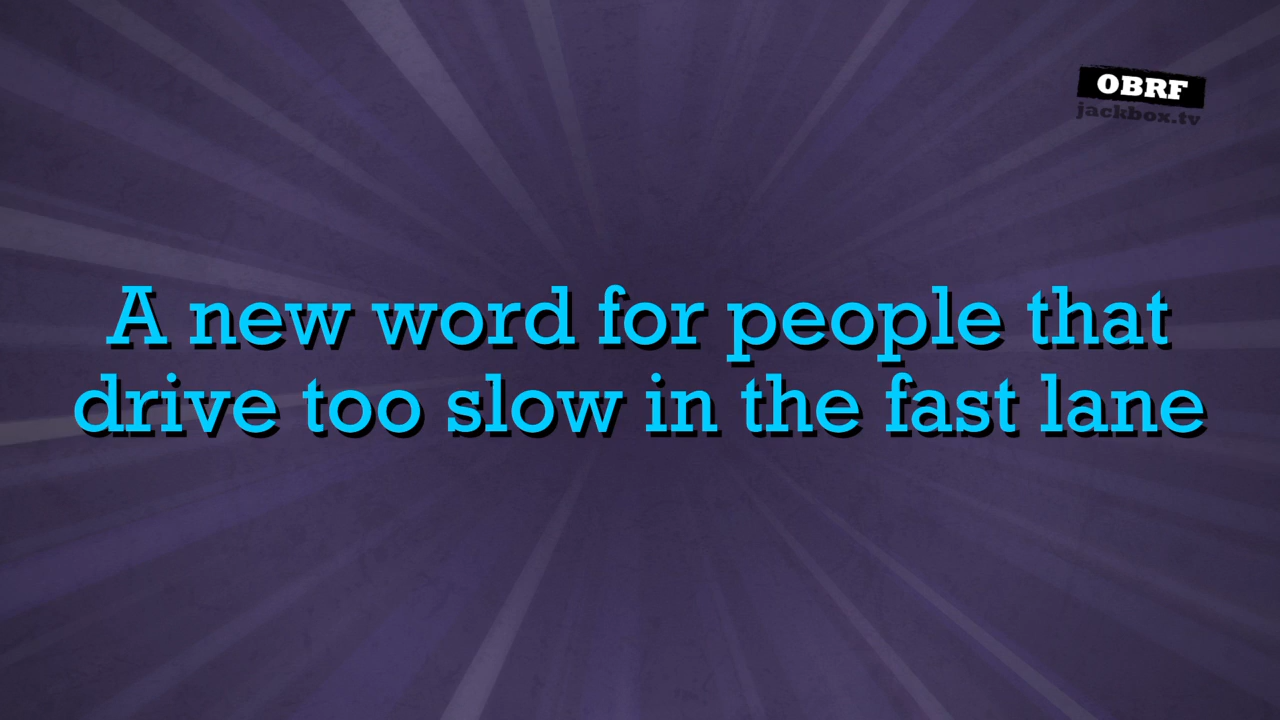 OBRF
jackbox.tv
A new word for people that
drive too slow in the fast lane